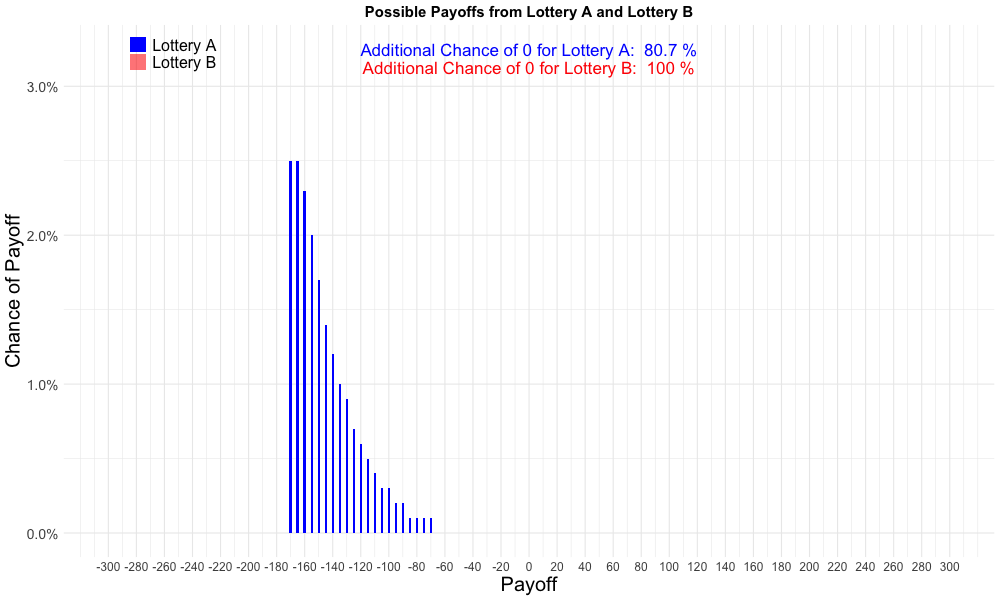 Possible Payoffs from Lottery A and Lottery B
Lottery A
Lottery B
Additional Chance of 0 for Lottery A: 80.7 %
Additional Chance of 0 for Lottery B: 100 %
Chance of Payoff
3.0%
2.0%
1.0%
0.0%
-300 -280 -260 -240 -220 -200 -180 -160 -140 -120 -100 -80 -60 -40 -20 0 20 40 60 80 100 120 140 160 180 200 220 240 260 280 300
Payoff